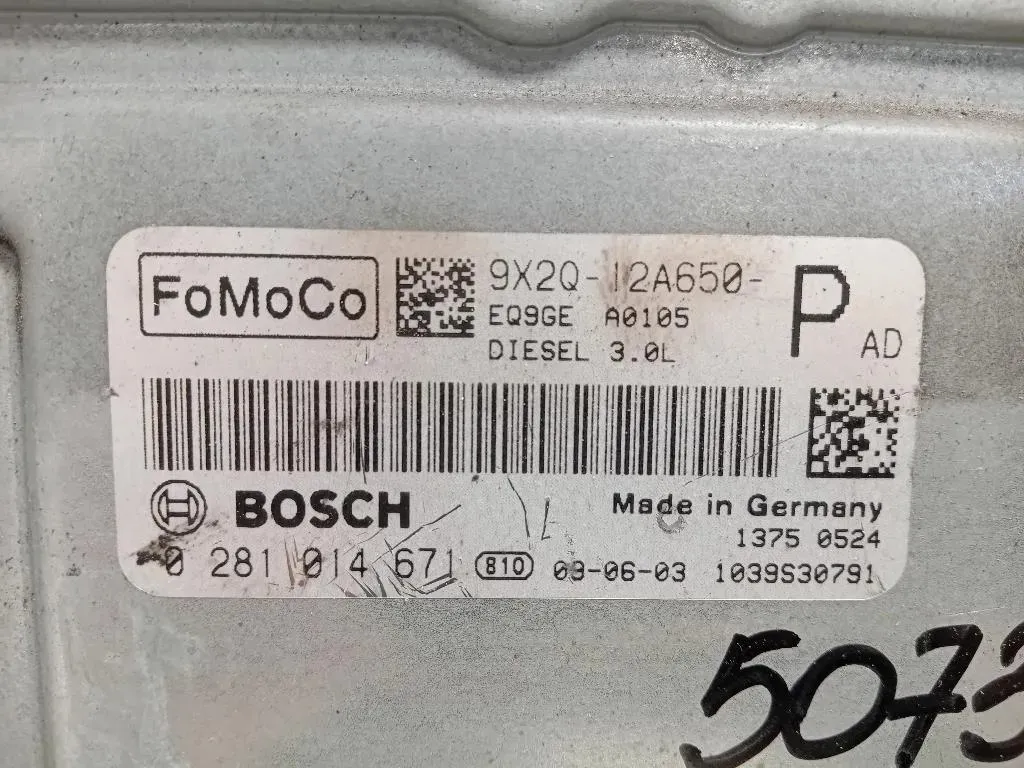 FoMoCo
9X2Q-12A650-
EQ9GE A0105
DIESEL 3.0L
P
AD
BOSCH
Made in Germany
1375 0524
0 281 014 671 810 09-06-03 1039S30791
5073